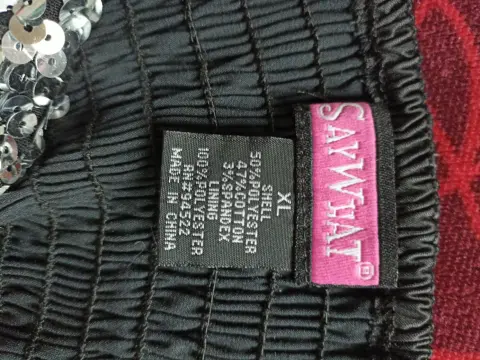 SAYWHAT®
XL
SHELL
50%POLYESTER
47%COTTON
3%SPANDEX
LINING
100%POLYESTER
RN#94522
MADE IN CHINA